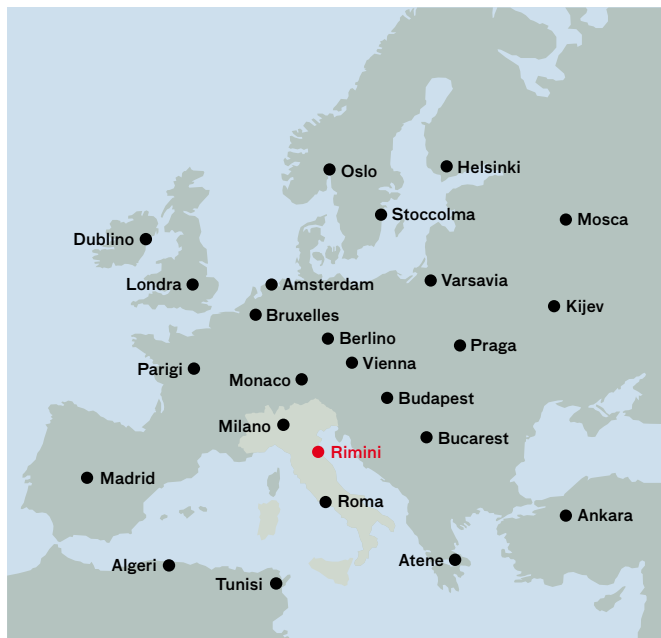 Oslo
Helsinki
Stoccolma
Mosca
Dublino
Londra
Amsterdam
Varsavia
Kijev
Bruxelles
Berlino
Praga
Vienna
Parigi
Monaco
Budapest
Milano
Bucarest
Rimini
Madrid
Roma
Ankara
Atene
Algeri
Tunisi